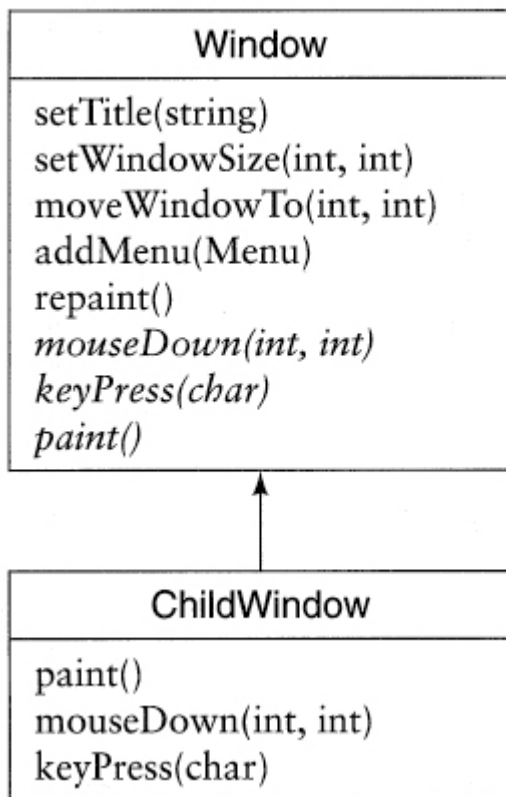 Window
setTitle(string)
setWindowSize(int, int)
moveWindowTo(int, int)
addMenu(Menu)
repaint()
mouseDown(int, int)
keyPress(char)
paint()
ChildWindow
paint()
mouseDown(int, int)
keyPress(char)